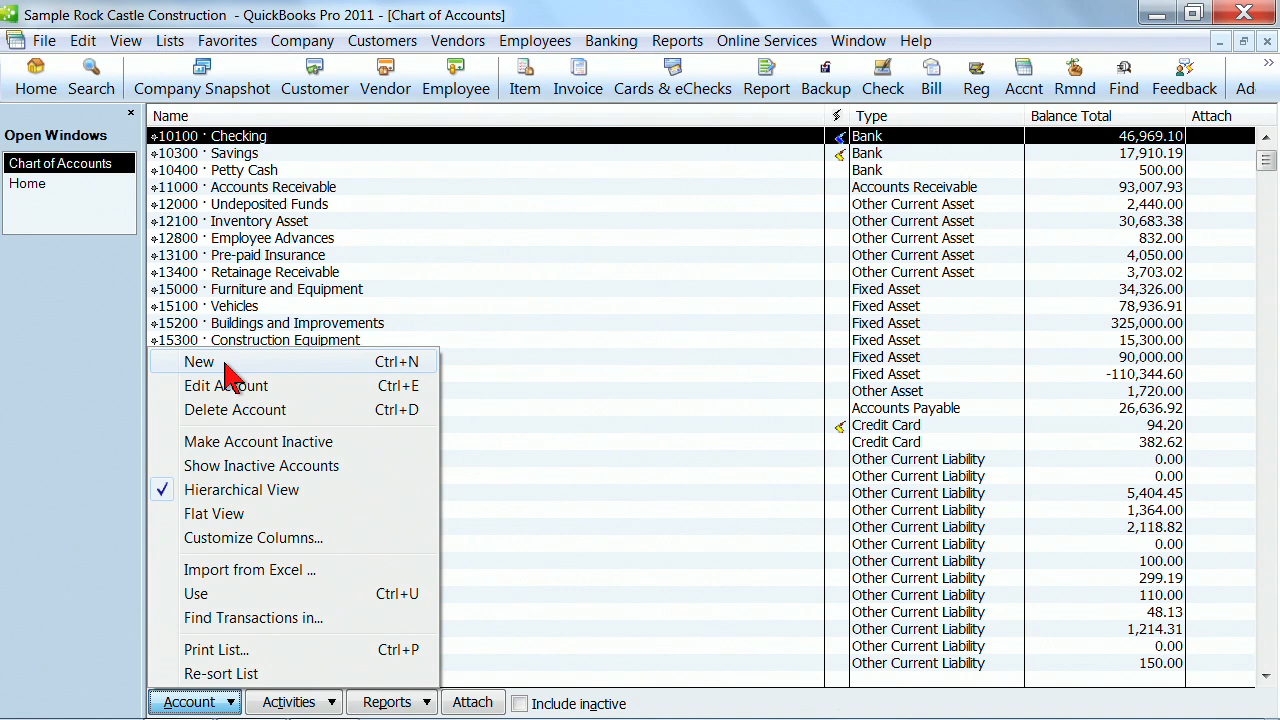 Sample Rock Castle Construction - QuickBooks Pro 2011 - [Chart of Accounts]
File Edit View Lists Favorites Company Customers Vendors Employees Banking Reports Online Services Window Help
Home Search Company Snapshot Customer Vendor Employee Item Invoice Cards & eChecks Report Backup Check Bill Reg Accnt Rmnd Find Feedback Ad
Open Windows
Chart of Accounts
Home
Name Type Balance Total Attach
10100 · Checking Bank 46,969.10
10300 · Savings Bank 17,910.19
10400 · Petty Cash Bank 500.00
11000 · Accounts Receivable Accounts Receivable 93,007.93
12000 · Undeposited Funds Other Current Asset 2,440.00
12100 · Inventory Asset Other Current Asset 30,683.38
12800 · Employee Advances Other Current Asset 832.00
13100 · Pre-paid Insurance Other Current Asset 4,050.00
13400 · Retainage Receivable Other Current Asset 3,703.02
15000 · Furniture and Equipment Fixed Asset 34,326.00
15100 · Vehicles Fixed Asset 78,936.91
15200 · Buildings and Improvements Fixed Asset 325,000.00
15300 · Construction Equipment Fixed Asset 15,300.00
Fixed Asset 90,000.00
Fixed Asset -110,344.60
Other Asset 1,720.00
Accounts Payable 26,636.92
Credit Card 94.20
Credit Card 382.62
Other Current Liability 0.00
Other Current Liability 0.00
Other Current Liability 5,404.45
Other Current Liability 1,364.00
Other Current Liability 2,118.82
Other Current Liability 0.00
Other Current Liability 100.00
Other Current Liability 299.19
Other Current Liability 110.00
Other Current Liability 48.13
Other Current Liability 1,214.31
Other Current Liability 0.00
Other Current Liability 150.00
New Ctrl+N
Edit Account Ctrl+E
Delete Account Ctrl+D
Make Account Inactive
Show Inactive Accounts
Hierarchical View
Flat View
Customize Columns...
Import from Excel ...
Use Ctrl+U
Find Transactions in...
Print List... Ctrl+P
Re-sort List
Account Activities Reports Attach Include inactive